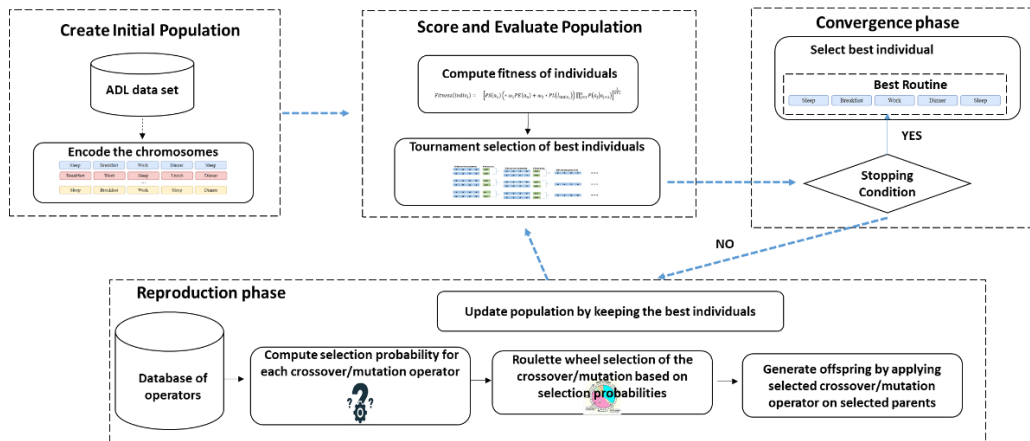 Create Initial Population
ADL data set
Encode the chromosomes
Sleep Breakfast Work Dinner Sleep
Breakfast Work Sleep Lunch Dinner
...
Sleep Breakfast Work Sleep Dinner
Score and Evaluate Population
Compute fitness of individuals
Tournament selection of best individuals
Convergence phase
Select best individual
Best Routine
Sleep Breakfast Work Dinner Sleep
YES
Stopping
Condition
NO
Reproduction phase
Update population by keeping the best individuals
Database of
operators
Compute selection probability for
each crossover/mutation operator
Roulette wheel selection of the
crossover/mutation based on
selection probabilities
Generate offspring by applying
selected crossover/mutation
operator on selected parents